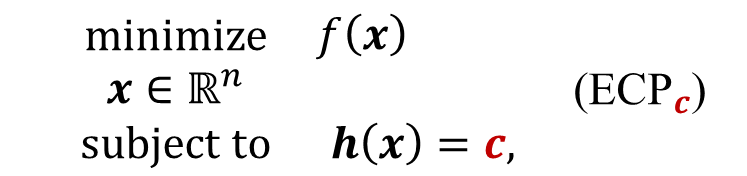 minimize f(x)
x ∈ ℝⁿ (ECP_c)
subject to h(x) = c,